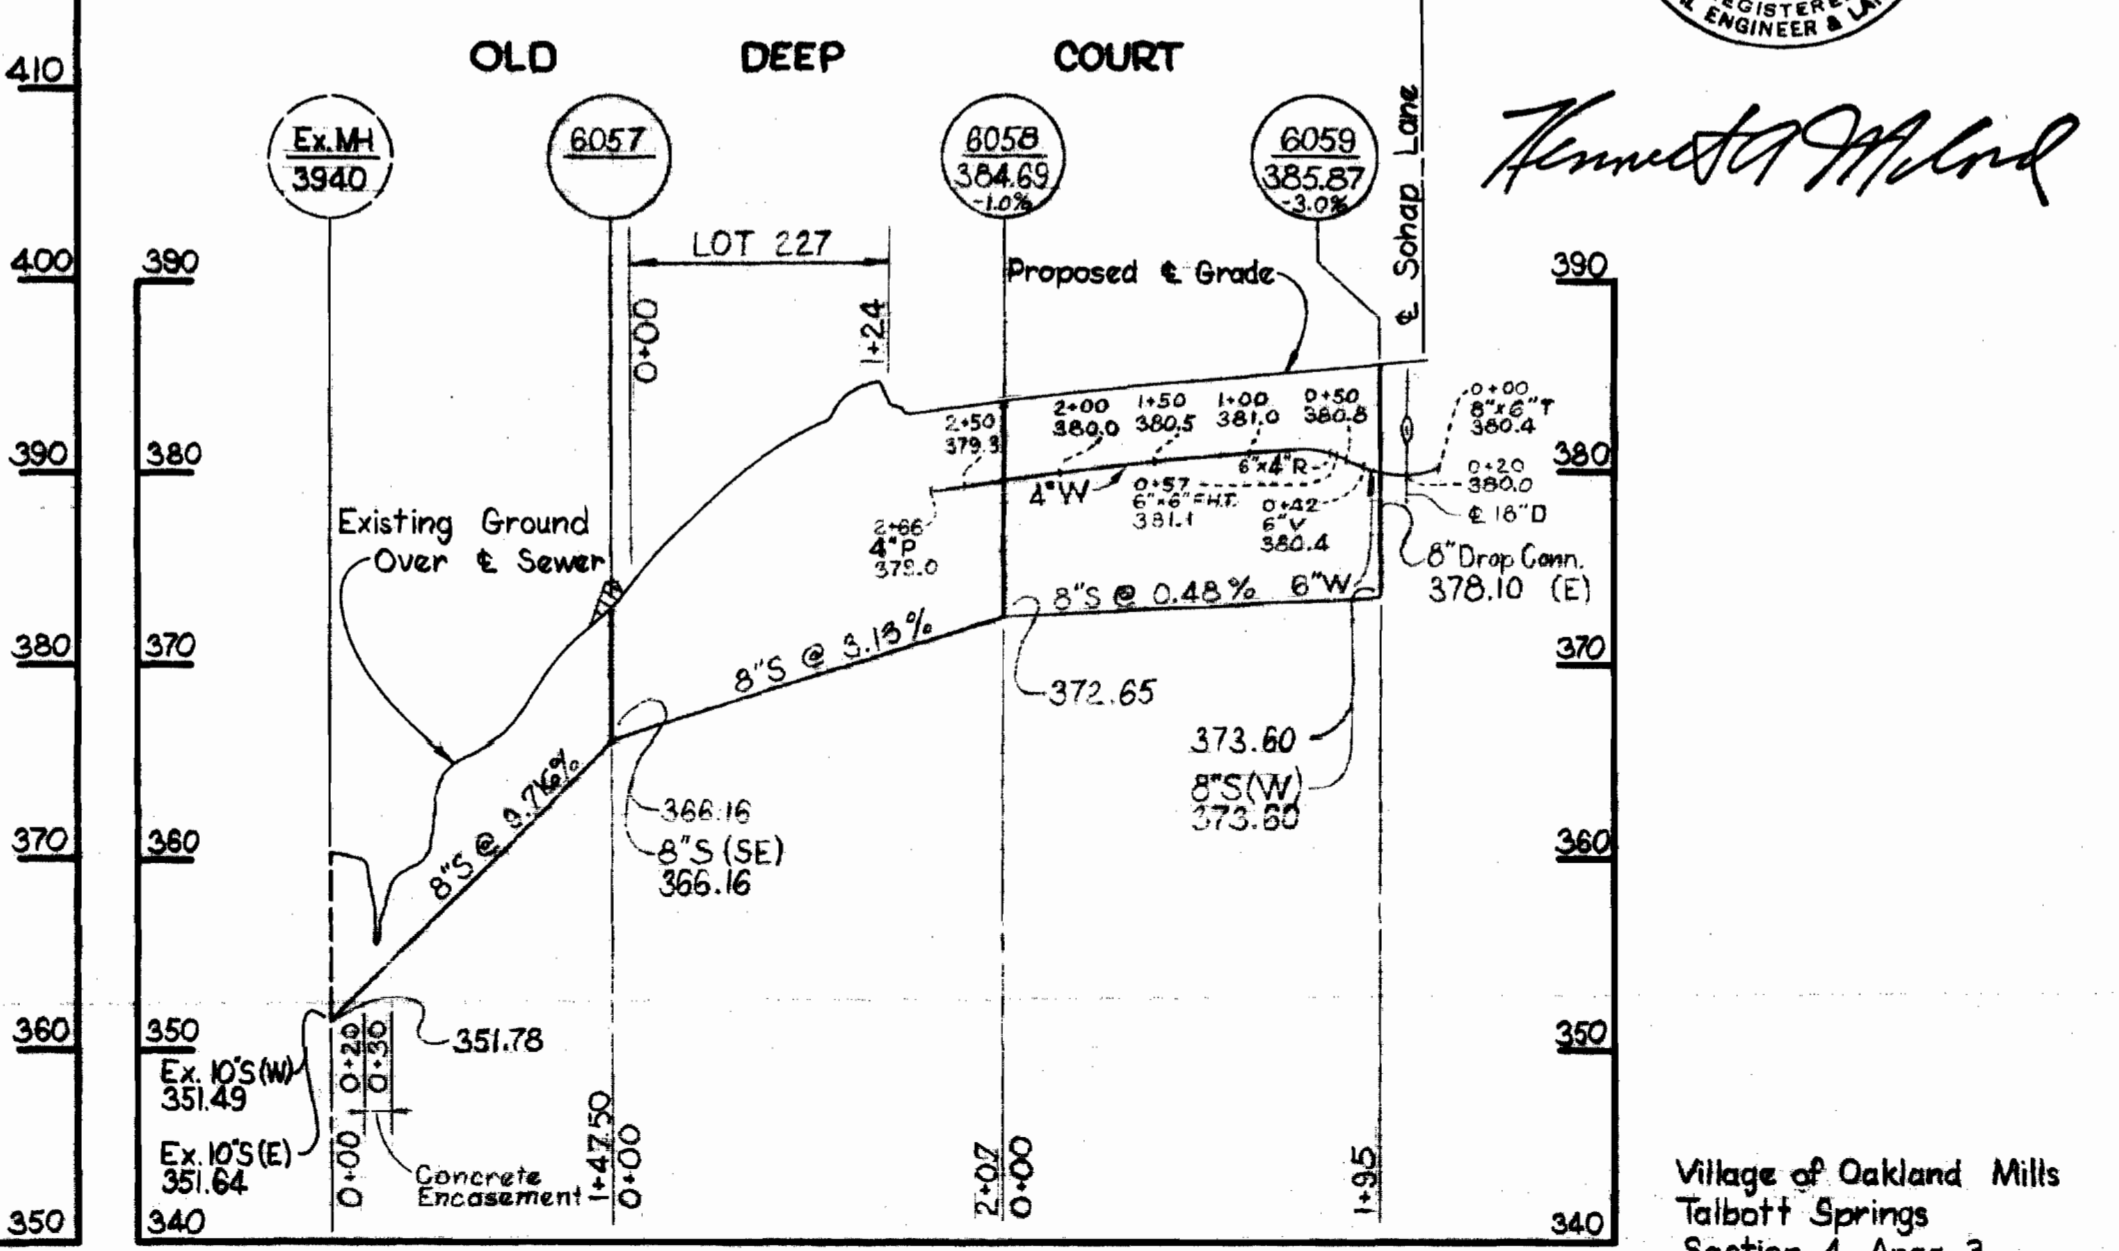 REGISTERE
ENGINEER & LA
OLD DEEP COURT
410
Ex. MH
3940
6057
6058
384.69
-1.0%
6059
385.87
-3.0%
℄ Sohap Lane
LOT 227
Proposed ℄ Grade
400
390
390
0+00
1+24
2+50
379.3
2+00
380.0
1+50
380.5
1+00
381.0
0+50
380.8
0+00
8"x6"T
380.4
390
380
380
6"x4"R
4"W
0+20
380.0
0+57
6"x6"F.H.T.
381.1
0+42
6"V
380.4
℄ 18"D
Existing Ground
Over ℄ Sewer
2+66
4"P
379.0
8" Drop Conn.
378.10 (E)
8"S @ 0.48%
6"W
380
370
370
8"S @ 3.13%
372.65
373.60
8"S(W)
373.60
366.16
8"S (SE)
366.16
8"S @ 9.76%
370
360
360
360
350
350
351.78
0+20
0+30
Ex. 10"S(W)
351.49
Ex. 10"S(E)
351.64
0+00
Concrete
Encasement
1+47.50
0+00
2+07
0+00
1+95
350
340
340
Village of Oakland Mills
Talbott Springs
Section 4 Area 3